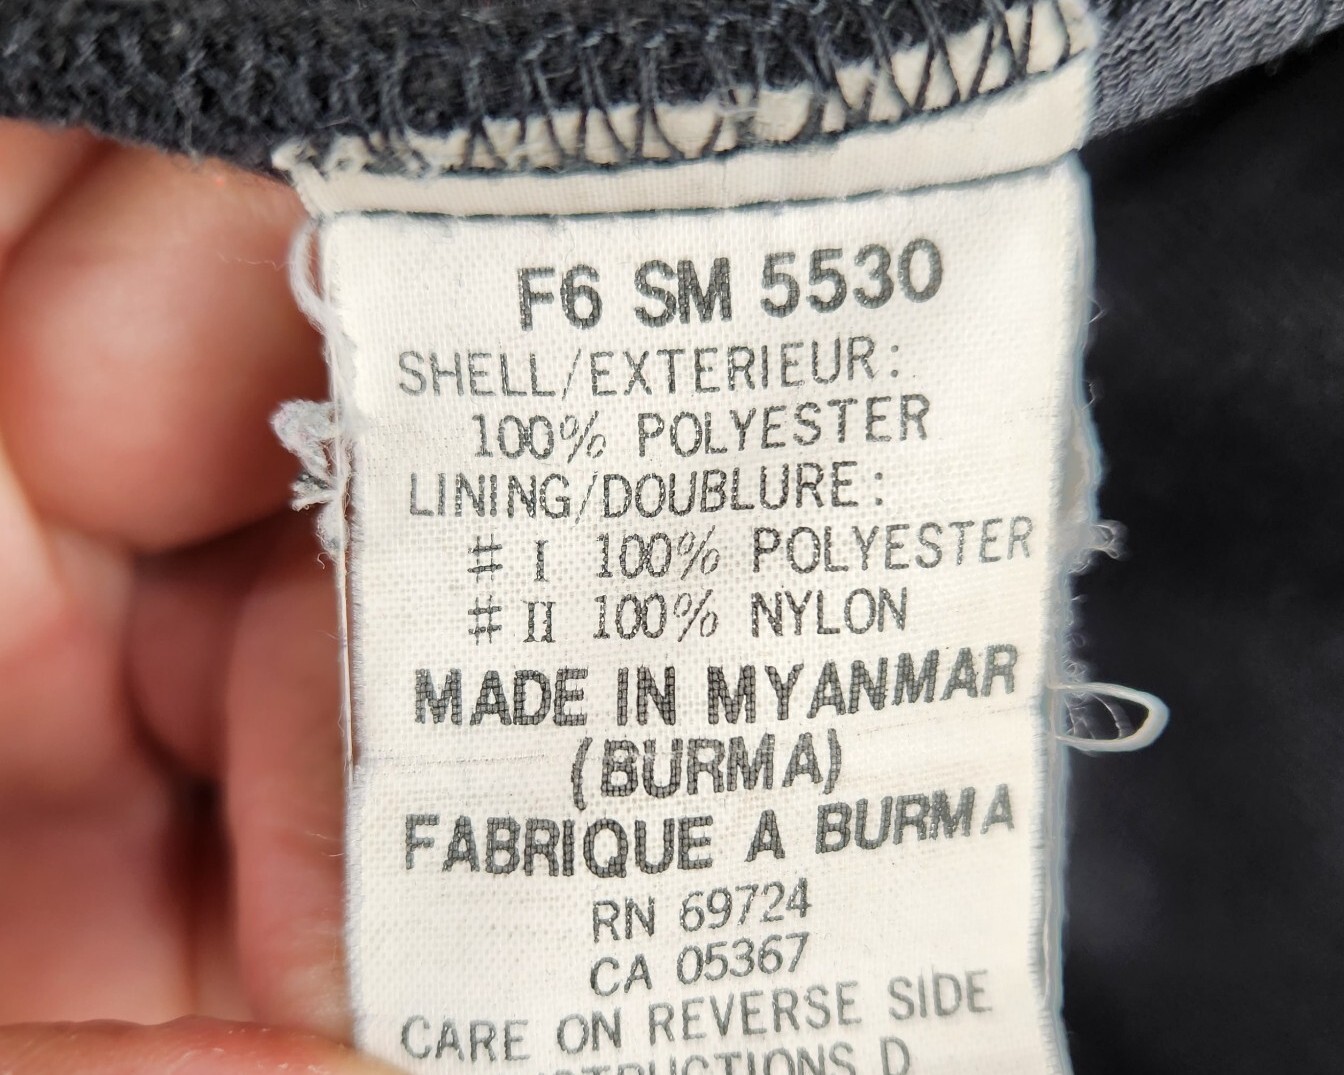 F6 SM 5530
SHELL/EXTERIEUR:
100% POLYESTER
LINING/DOUBLURE:
# I 100% POLYESTER
# II 100% NYLON
MADE IN MYANMAR
(BURMA)
FABRIQUE A BURMA
RN 69724
CA 05367
CARE ON REVERSE SIDE
D